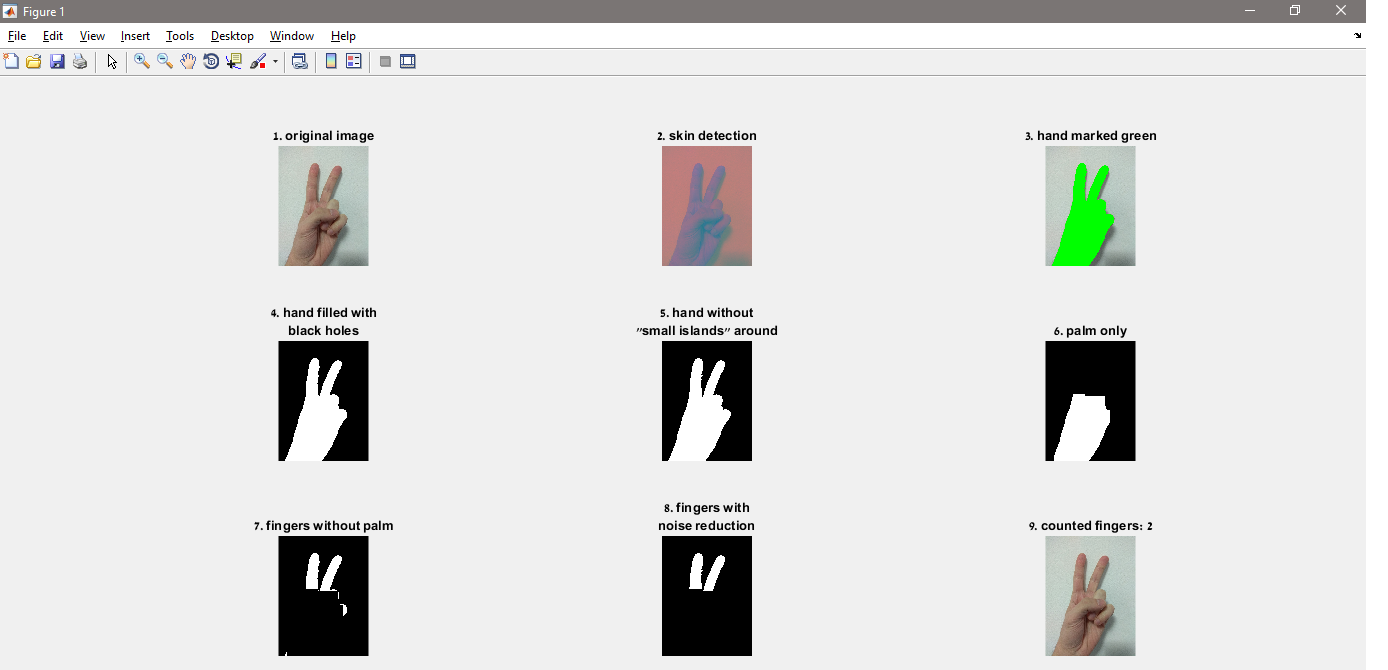 Figure 1
File Edit View Insert Tools Desktop Window Help
1. original image
2. skin detection
3. hand marked green
4. hand filled with
black holes
5. hand without
"small islands" around
6. palm only
7. fingers without palm
8. fingers with
noise reduction
9. counted fingers: 2